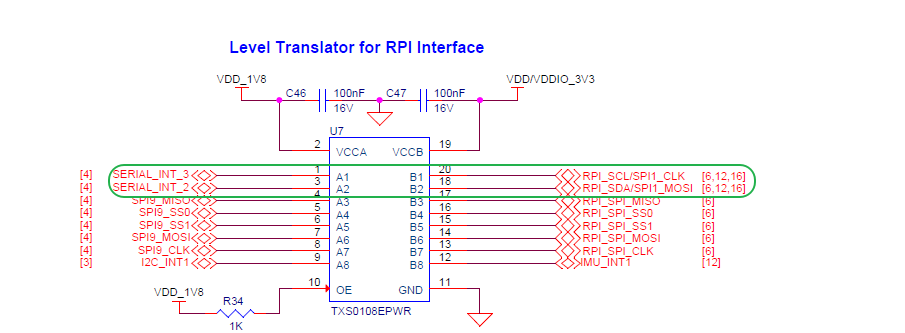 Level Translator for RPI Interface
VDD_1V8 VDD/VDDIO_3V3
C46 100nF C47 100nF
16V 16V
U7
2 VCCA VCCB 19
[4] SERIAL_INT_3 1 A1 B1 20 RPI_SCL/SPI1_CLK [6,12,16]
[4] SERIAL_INT_2 3 A2 B2 18 RPI_SDA/SPI1_MOSI [6,12,16]
[4] SPI9_MISO 4 A3 B3 17 RPI_SPI_MISO [6]
[4] SPI9_SS0 5 A4 B4 16 RPI_SPI_SS0 [6]
[4] SPI9_SS1 6 A5 B5 15 RPI_SPI_SS1 [6]
[4] SPI9_MOSI 7 A6 B6 14 RPI_SPI_MOSI [6]
[4] SPI9_CLK 8 A7 B7 13 RPI_SPI_CLK [6]
[3] I2C_INT1 9 A8 B8 12 IMU_INT1 [12]
VDD_1V8 10 OE GND 11
R34
1K
TXS0108EPWR